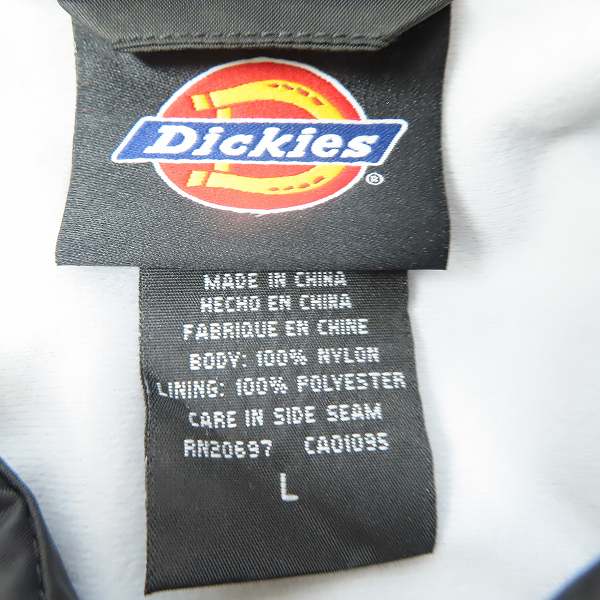 Dickies
®
MADE IN CHINA
HECHO EN CHINA
FABRIQUE EN CHINE
BODY: 100% NYLON
LINING: 100% POLYESTER
CARE IN SIDE SEAM
RN20697 CA01095
L